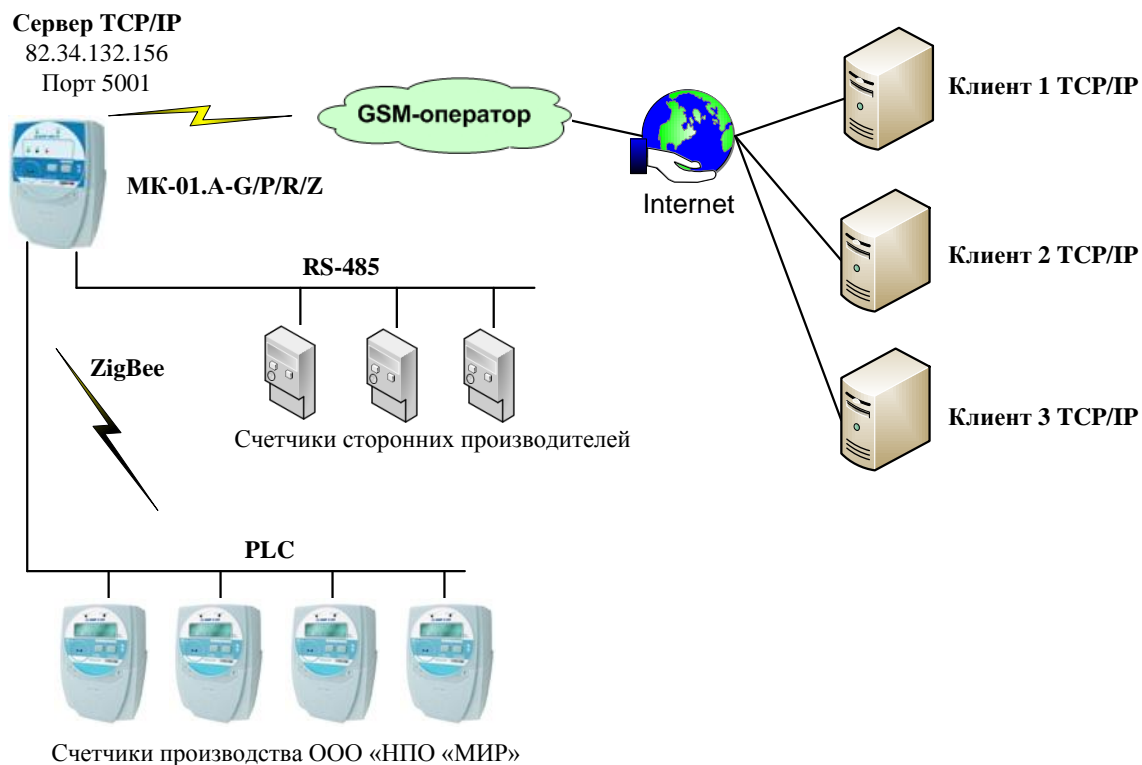 Сервер TCP/IP
82.34.132.156
Порт 5001
GSM-оператор
Клиент 1 TCP/IP
МК-01.А-G/P/R/Z
Internet
Клиент 2 TCP/IP
RS-485
ZigBee
Счетчики сторонних производителей
Клиент 3 TCP/IP
PLC
Счетчики производства ООО «НПО «МИР»